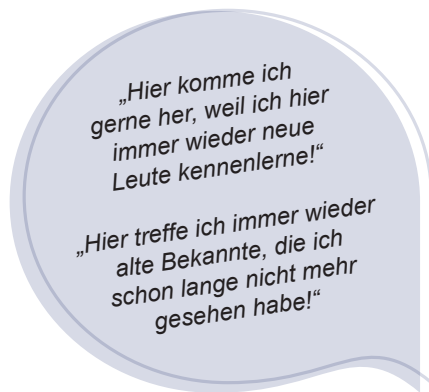 „Hier komme ich
gerne her, weil ich hier
immer wieder neue
Leute kennenlerne!“
„Hier treffe ich immer wieder
alte Bekannte, die ich
schon lange nicht mehr
gesehen habe!“